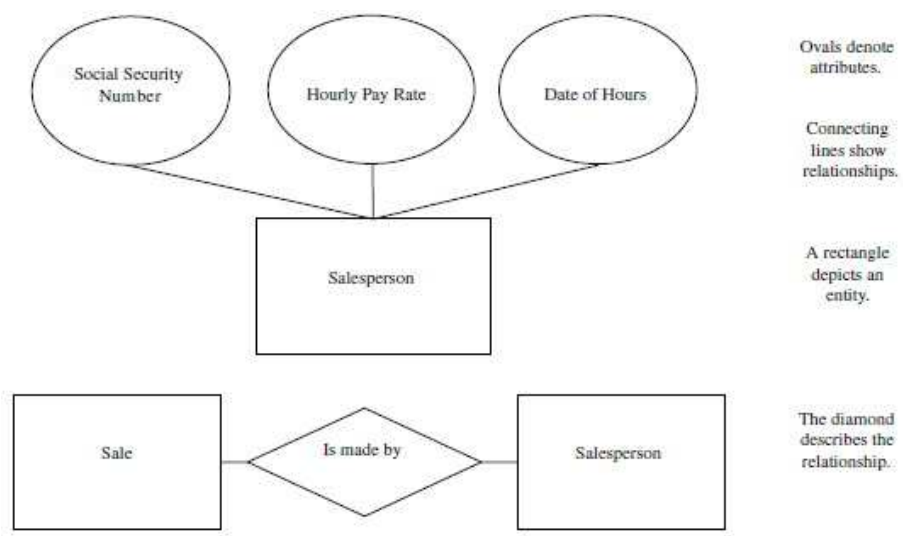 Social Security
Number
Hourly Pay Rate
Date of Hours
Ovals denote
attributes.
Connecting
lines show
relationships.
Salesperson
A rectangle
depicts an
entity.
Sale
Is made by
Salesperson
The diamond
describes the
relationship.